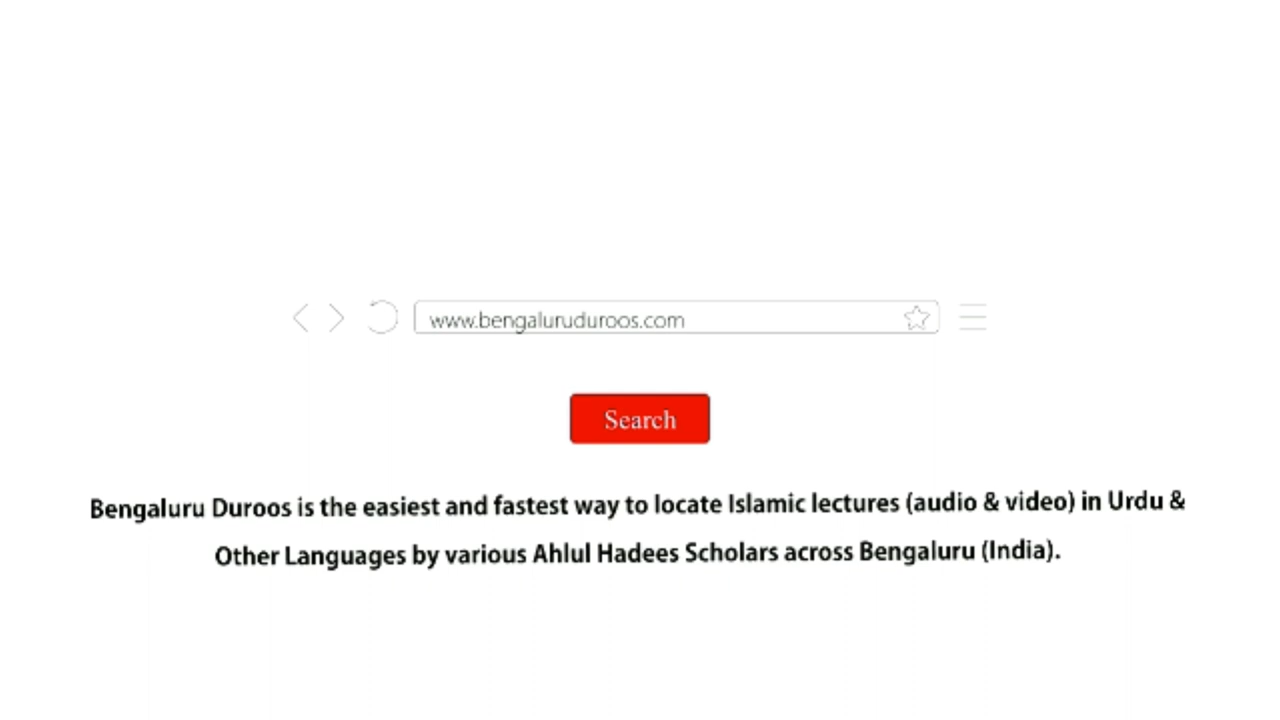 www.bengaluruduroos.com
Search
Bengaluru Duroos is the easiest and fastest way to locate Islamic lectures (audio & video) in Urdu &
Other Languages by various Ahlul Hadees Scholars across Bengaluru (India).